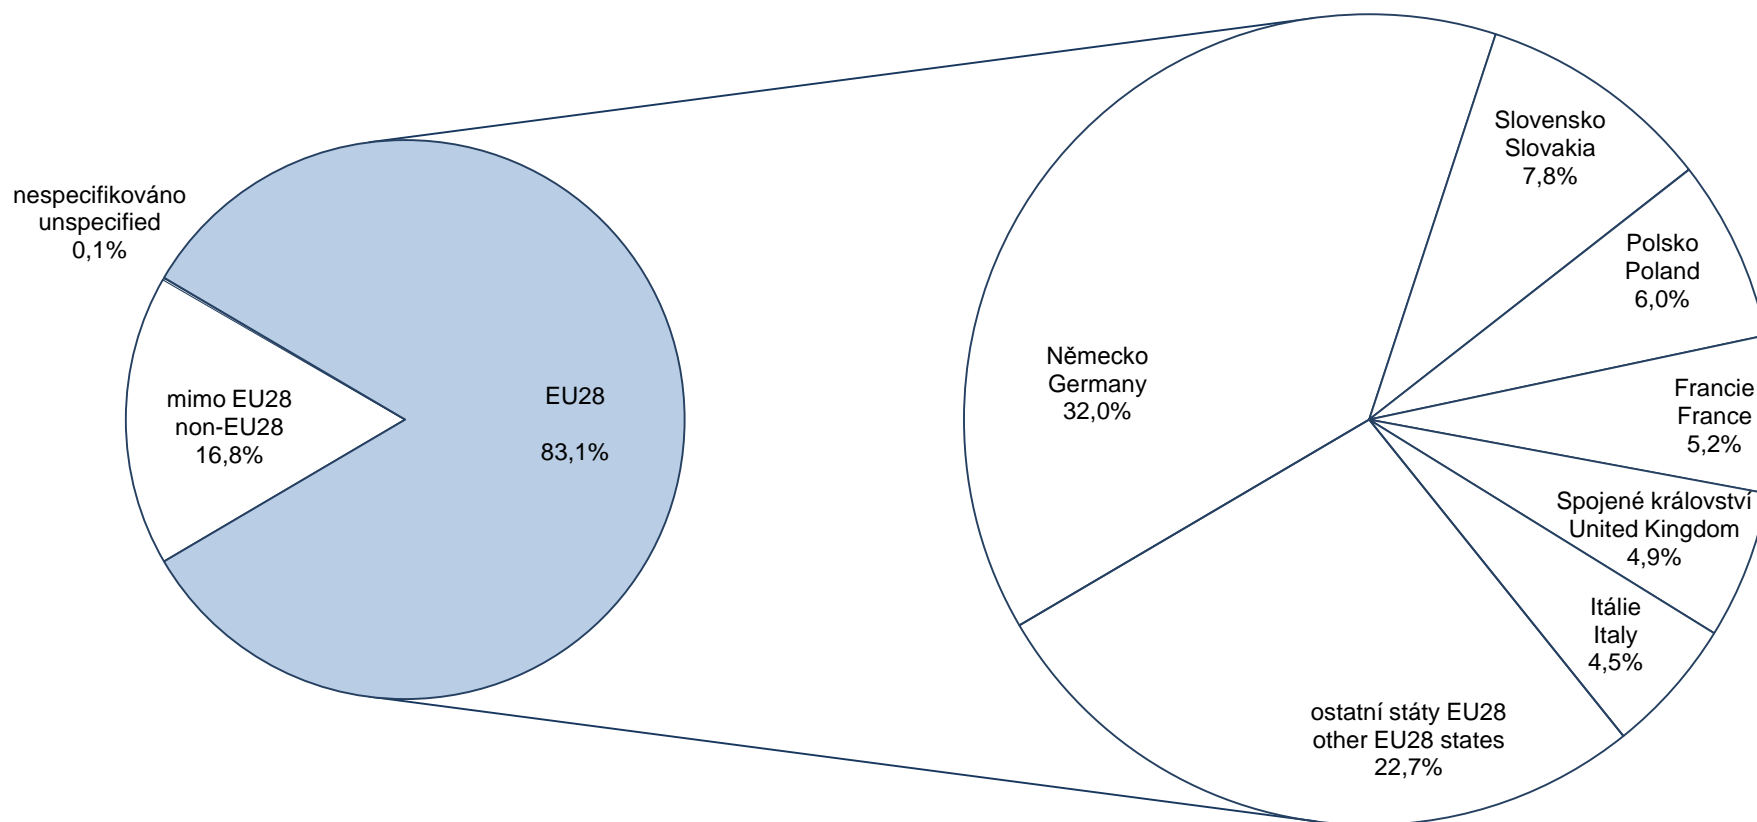 nespecifikováno
unspecified
0,1%
mimo EU28
non-EU28
16,8%
EU28
83,1%
Německo
Germany
32,0%
Slovensko
Slovakia
7,8%
Polsko
Poland
6,0%
Francie
France
5,2%
Spojené království
United Kingdom
4,9%
Itálie
Italy
4,5%
ostatní státy EU28
other EU28 states
22,7%